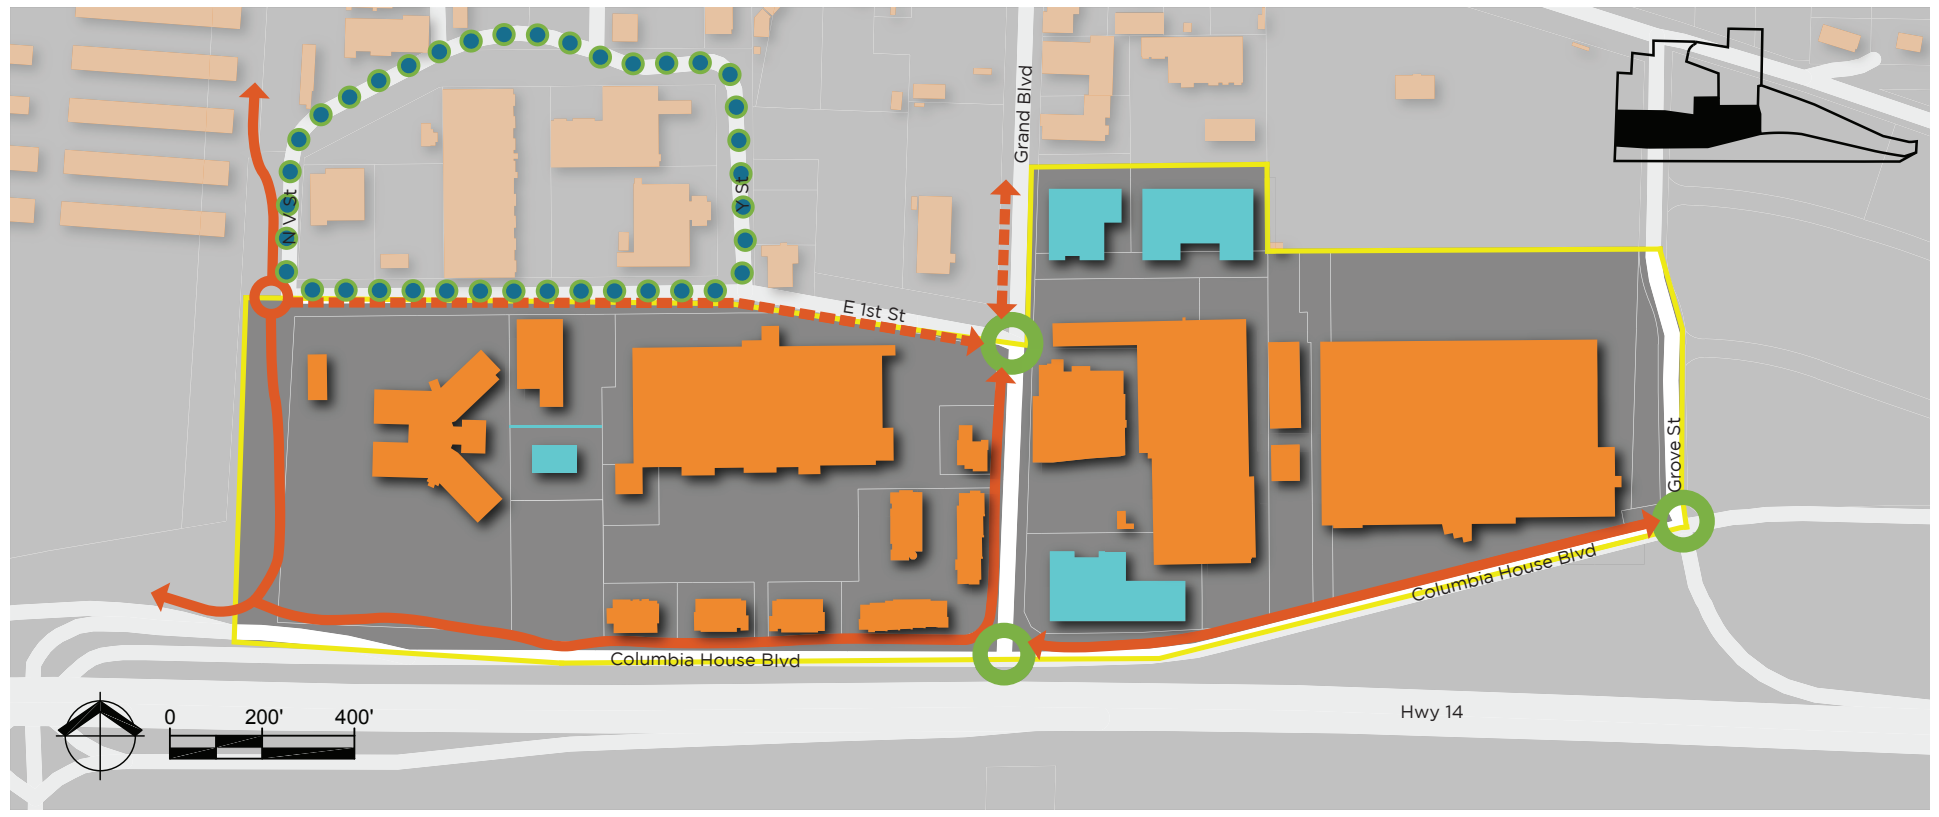 Grand Blvd
N V St
Y St
E 1st St
Grove St
Columbia House Blvd
Columbia House Blvd
Hwy 14
0 200' 400'